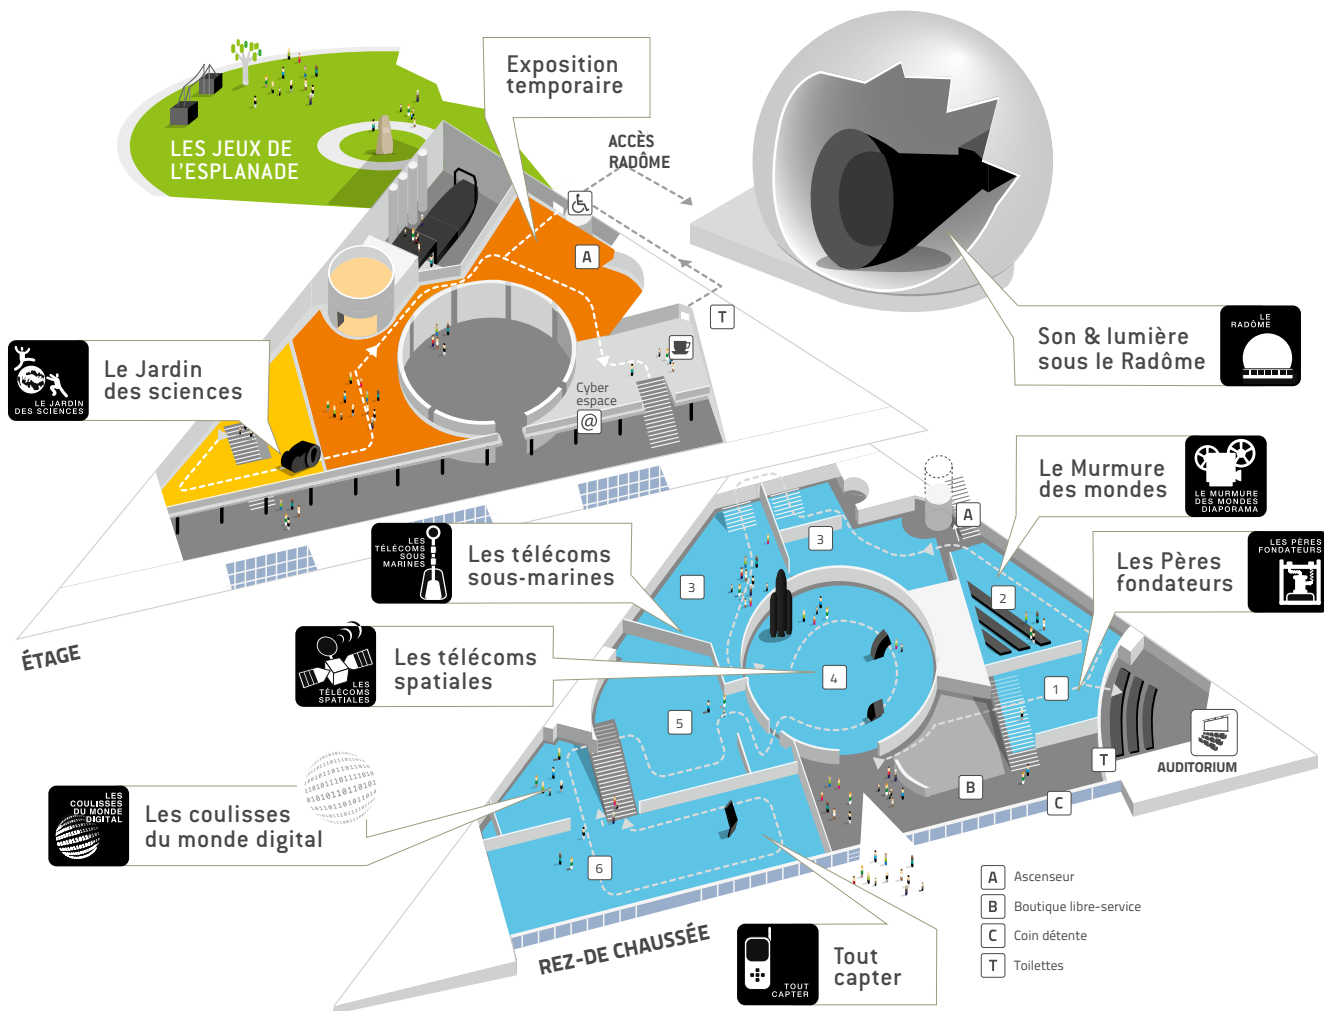 Exposition
temporaire
LES JEUX DE
L'ESPLANADE
ACCÈS
RADÔME
A
T
Son & lumière
sous le Radôme
LE
RADÔME
LE JARDIN
DES SCIENCES
Le Jardin
des sciences
Cyber
espace
@
ÉTAGE
Le Murmure
des mondes
LE MURMURE
DES MONDES
DIAPORAMA
A
LES
TÉLÉCOMS
SOUS
MARINES
Les télécoms
sous-marines
3
3
2
Les Pères
fondateurs
LES PÈRES
FONDATEURS
LES
TÉLÉCOMS
SPATIALES
Les télécoms
spatiales
4
1
5
T
AUDITORIUM
LES
COULISSES
DU MONDE
DIGITAL
Les coulisses
du monde digital
B
C
6
REZ-DE CHAUSSÉE
TOUT
CAPTER
Tout
capter
A Ascenseur
B Boutique libre-service
C Coin détente
T Toilettes